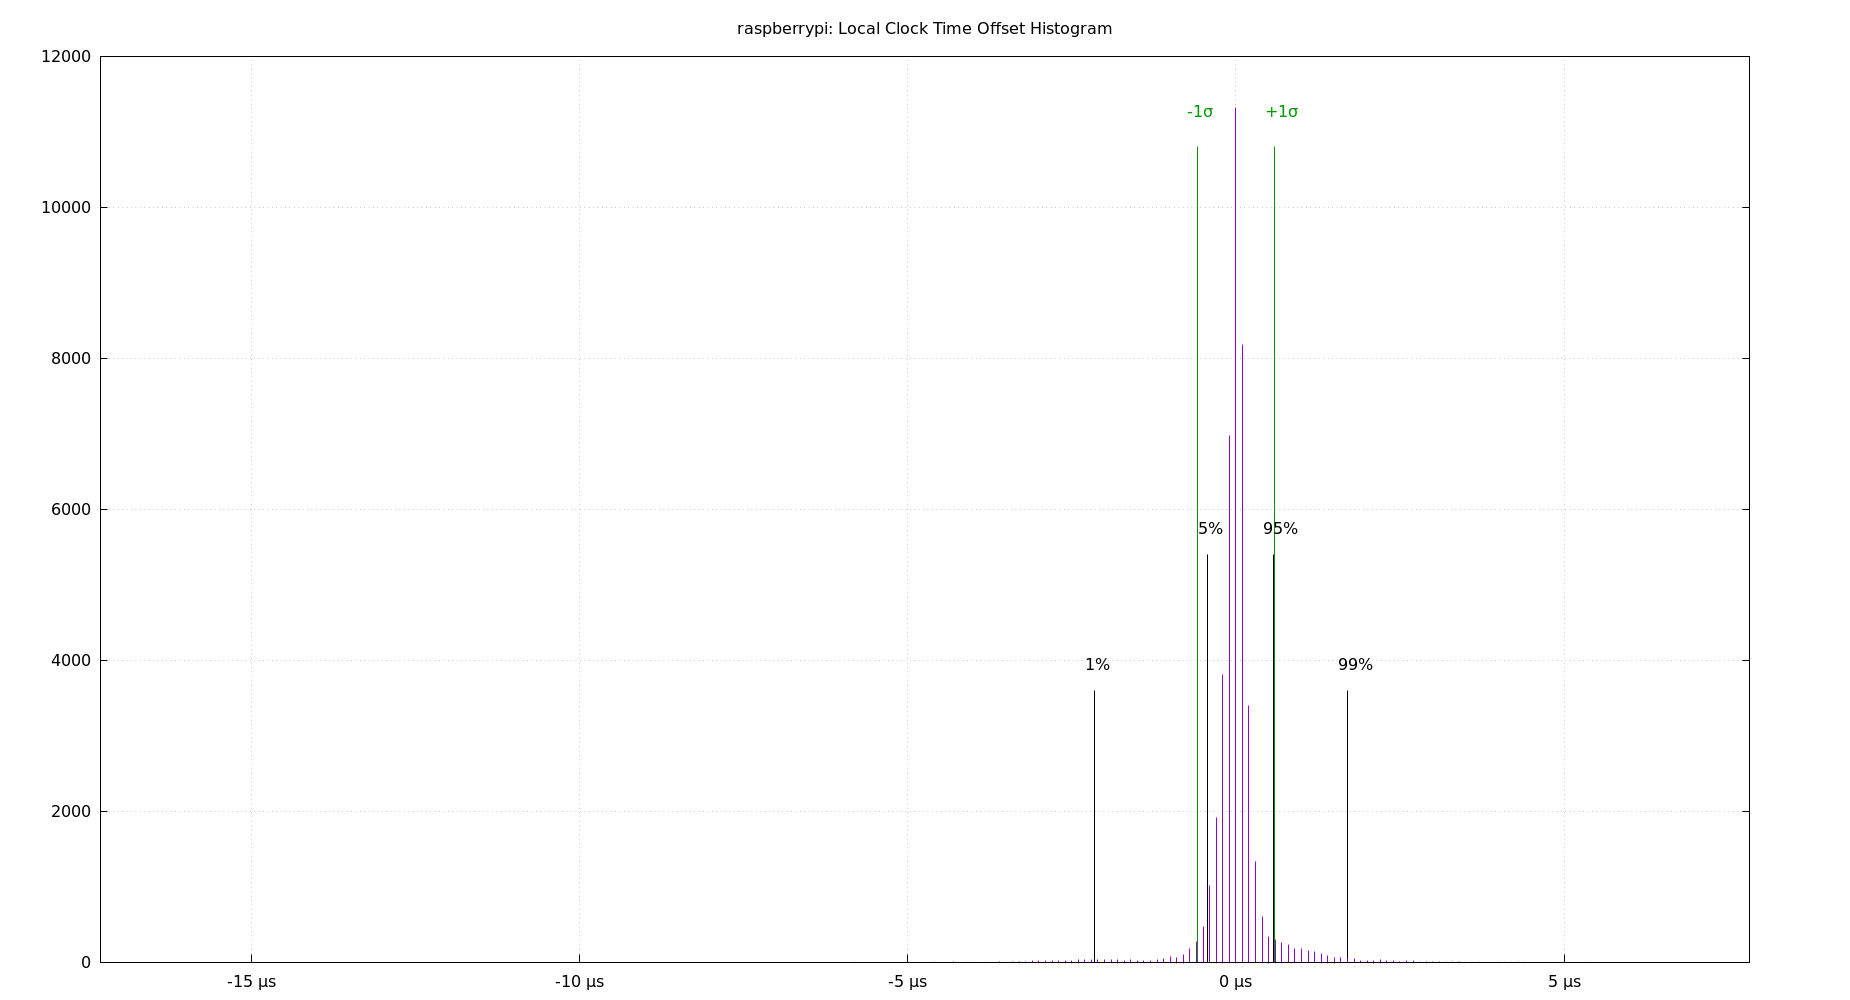 raspberrypi: Local Clock Time Offset Histogram
12000
-1σ
+1σ
10000
8000
6000
5%
95%
4000
1%
99%
2000
0
-15 µs
-10 µs
-5 µs
0 µs
5 µs